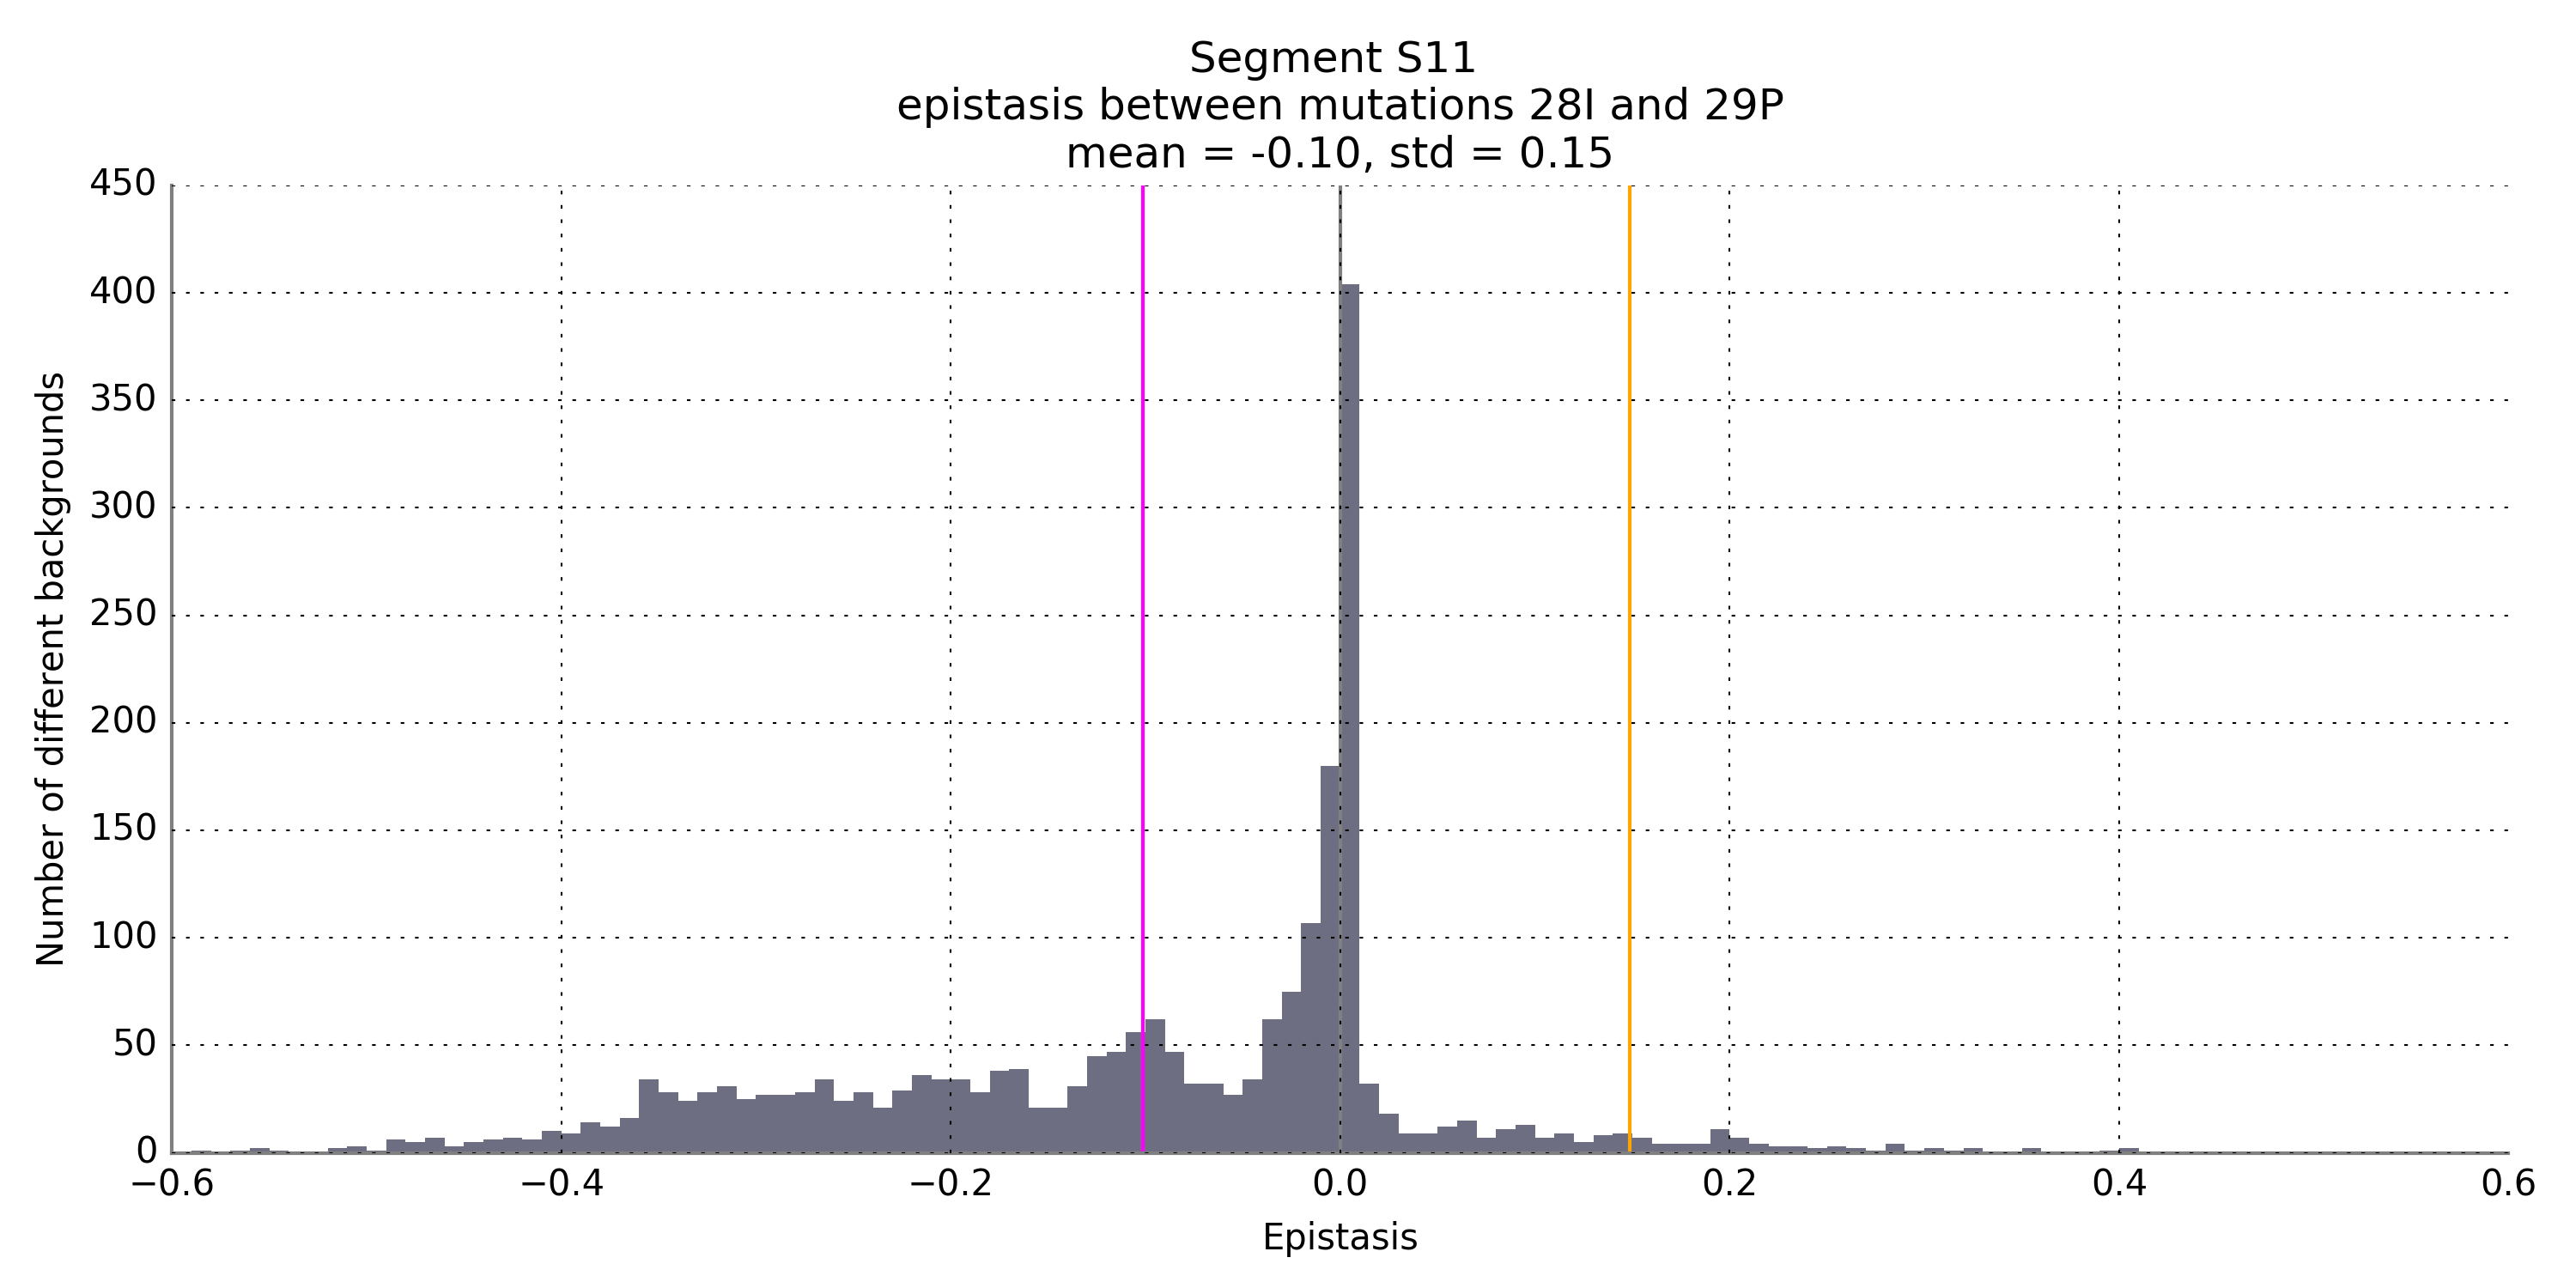 Segment S11
epistasis between mutations 28I and 29P
mean = -0.10, std = 0.15
450
400
350
300
250
200
150
100
50
0
Number of different backgrounds
−0.6 −0.4 −0.2 0.0 0.2 0.4 0.6
Epistasis